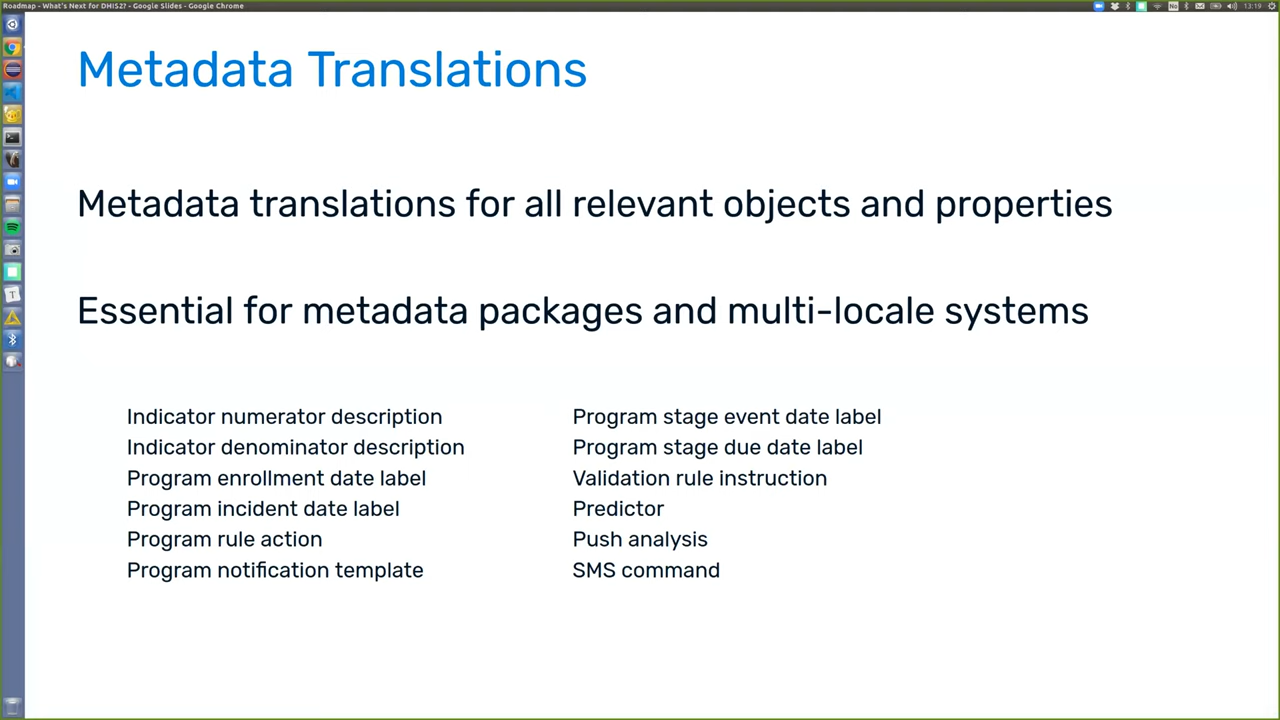 Roadmap - What's Next for DHIS2? - Google Slides - Google Chrome
No
13:19
Metadata Translations
Metadata translations for all relevant objects and properties
Essential for metadata packages and multi-locale systems
Indicator numerator description
Indicator denominator description
Program enrollment date label
Program incident date label
Program rule action
Program notification template
Program stage event date label
Program stage due date label
Validation rule instruction
Predictor
Push analysis
SMS command